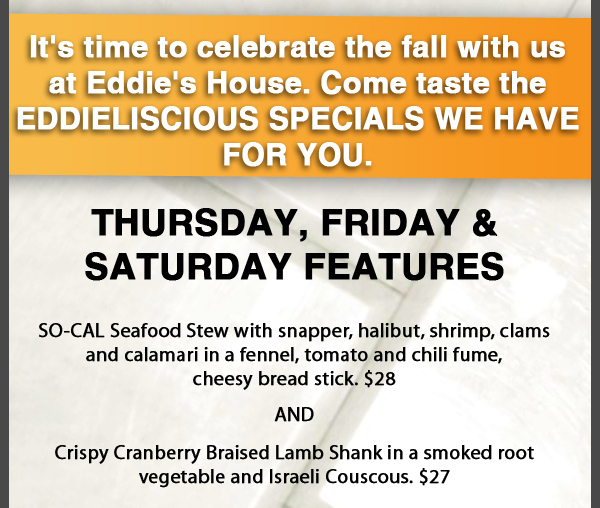 It's time to celebrate the fall with us
at Eddie's House. Come taste the
EDDIELISCIOUS SPECIALS WE HAVE
FOR YOU.
THURSDAY, FRIDAY &
SATURDAY FEATURES
SO-CAL Seafood Stew with snapper, halibut, shrimp, clams
and calamari in a fennel, tomato and chili fume,
cheesy bread stick. $28
AND
Crispy Cranberry Braised Lamb Shank in a smoked root
vegetable and Israeli Couscous. $27